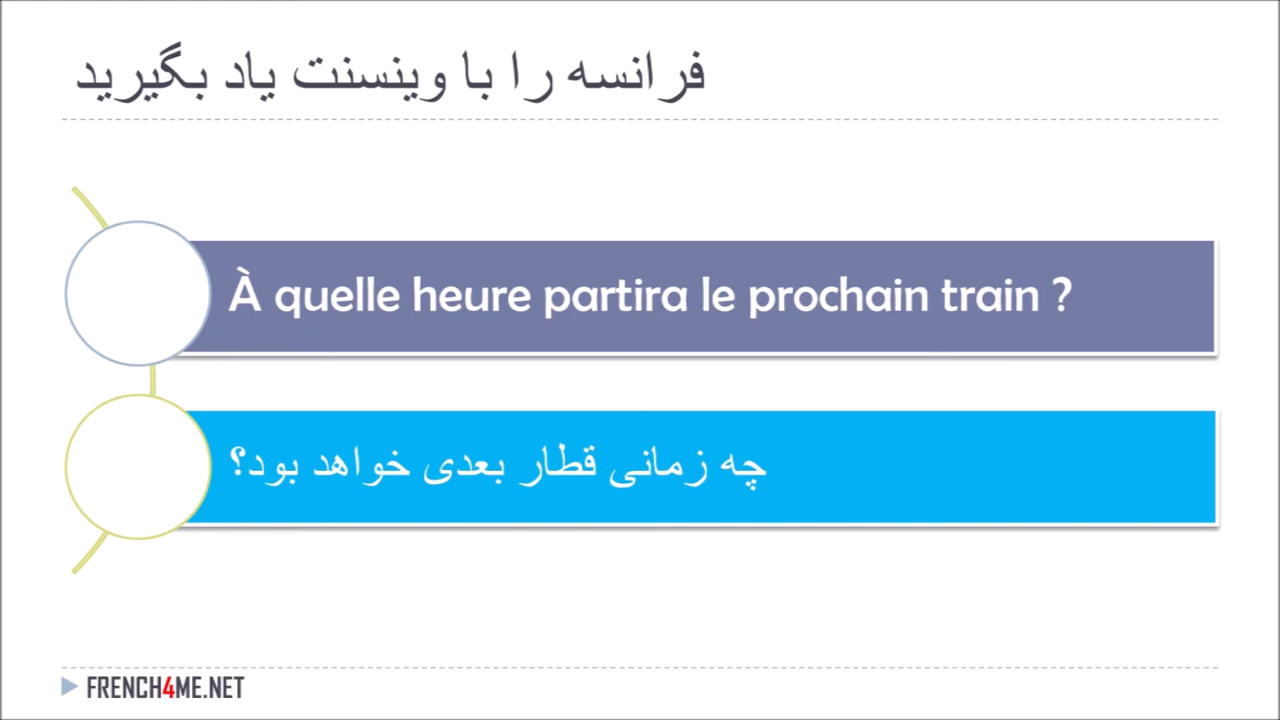 فرانسه را با وینسنت یاد بگیرید
À quelle heure partira le prochain train ?
چه زمانی قطار بعدی خواهد بود؟
FRENCH4ME.NET